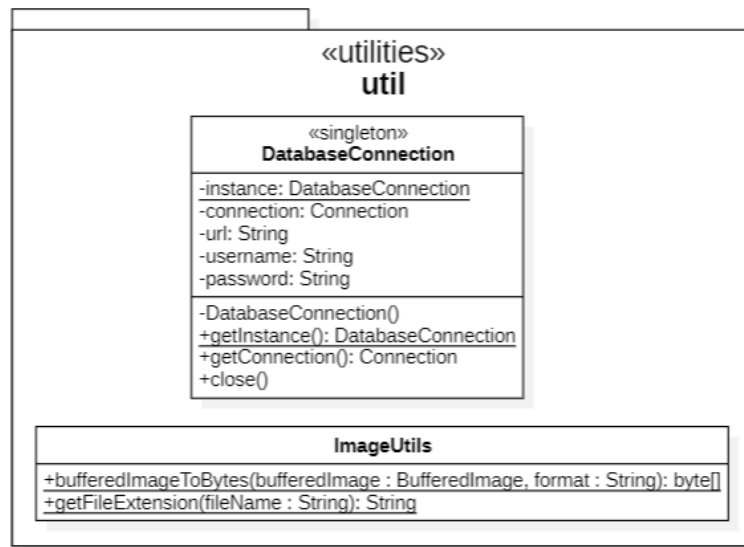 «utilities»
util
«singleton»
DatabaseConnection
-instance: DatabaseConnection
-connection: Connection
-url: String
-username: String
-password: String
-DatabaseConnection()
+getInstance(): DatabaseConnection
+getConnection(): Connection
+close()
ImageUtils
+bufferedImageToBytes(bufferedImage : BufferedImage, format : String): byte[]
+getFileExtension(fileName : String): String